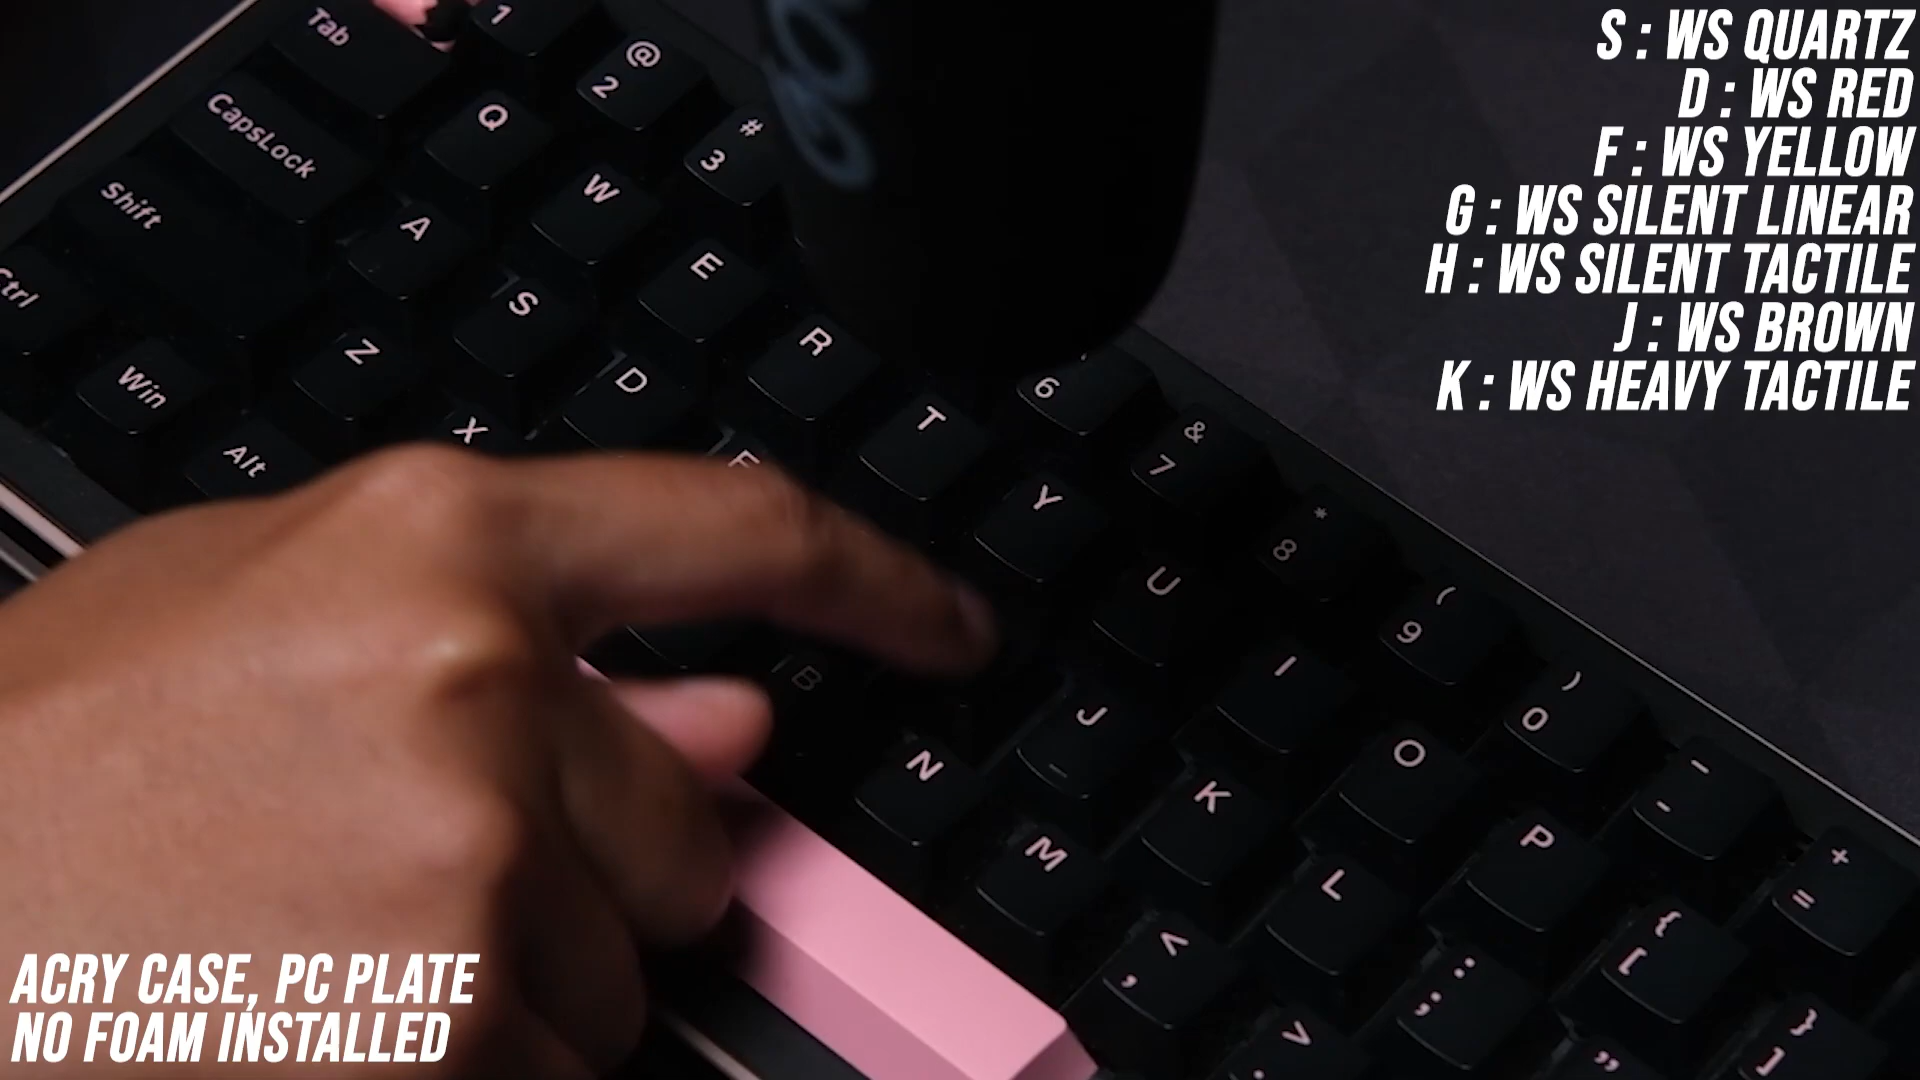 S : WS QUARTZ
D : WS RED
F : WS YELLOW
G : WS SILENT LINEAR
H : WS SILENT TACTILE
J : WS BROWN
K : WS HEAVY TACTILE
Tab
1
@
2
#
3
6
&
7
*
8
(
9
)
0
-
+
=
CapsLock
Q
W
E
R
T
Y
U
I
O
P
{
[
}
]
Shift
A
S
D
F
J
K
L
:
;
"
Ctrl
Win
Alt
Z
X
B
N
M
<
,
>
.
ACRY CASE, PC PLATE
NO FOAM INSTALLED